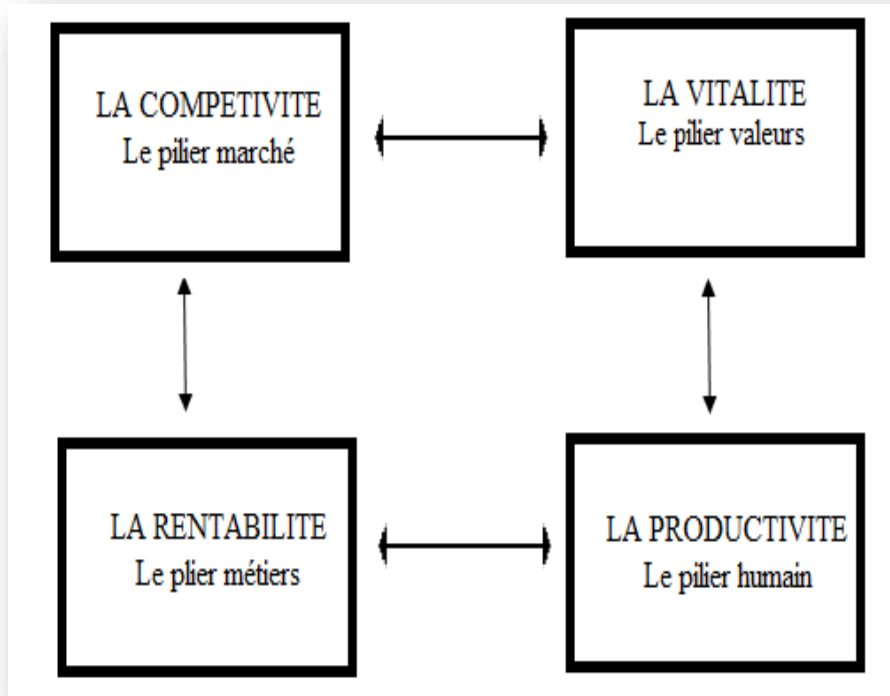 LA COMPETIVITE
Le pilier marché
LA VITALITE
Le pilier valeurs
LA RENTABILITE
Le plier métiers
LA PRODUCTIVITE
Le pilier humain